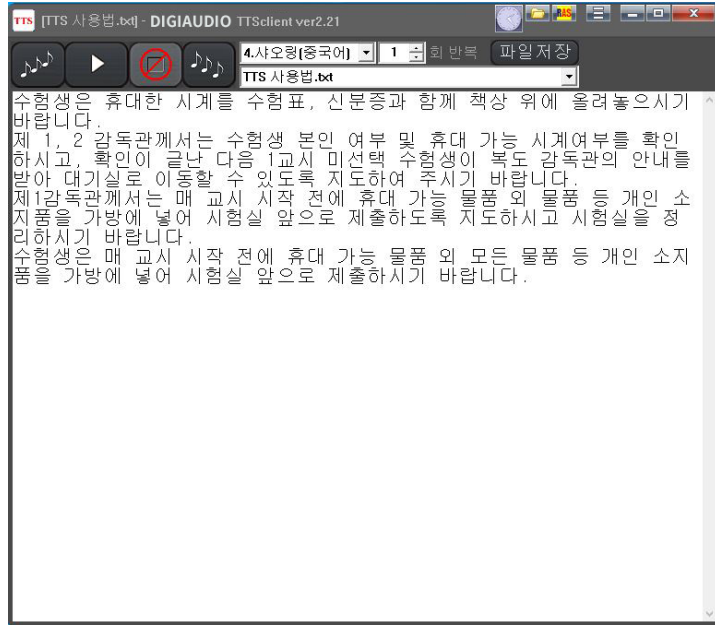 TTS [TTS 사용법.txt] - DIGIAUDIO TTSclient ver2.21
RAS
4.샤오링(중국어) 1 회 반복 파일저장
TTS 사용법.txt
수험생은 휴대한 시계를 수험표, 신분증과 함께 책상 위에 올려놓으시기
바랍니다.
제 1, 2 감독관께서는 수험생 본인 여부 및 휴대 가능 시계여부를 확인
하시고, 확인이 끝난 다음 1교시 미선택 수험생이 복도 감독관의 안내를
받아 대기실로 이동할 수 있도록 지도하여 주시기 바랍니다.
제1감독관께서는 매 교시 시작 전에 휴대 가능 물품 외 물품 등 개인 소
지품을 가방에 넣어 시험실 앞으로 제출하도록 지도하시고 시험실을 정
리하시기 바랍니다.
수험생은 매 교시 시작 전에 휴대 가능 물품 외 모든 물품 등 개인 소지
품을 가방에 넣어 시험실 앞으로 제출하시기 바랍니다.